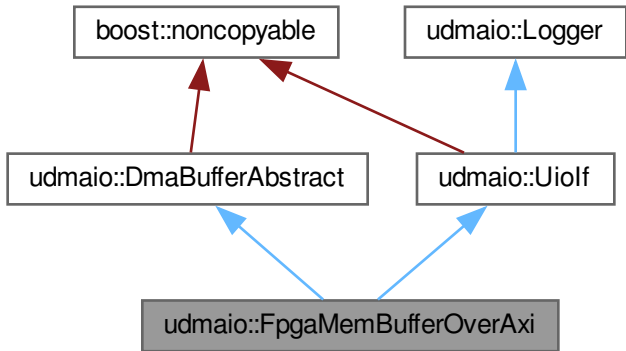 boost::noncopyable
udmaio::Logger
udmaio::DmaBufferAbstract
udmaio::UioIf
udmaio::FpgaMemBufferOverAxi